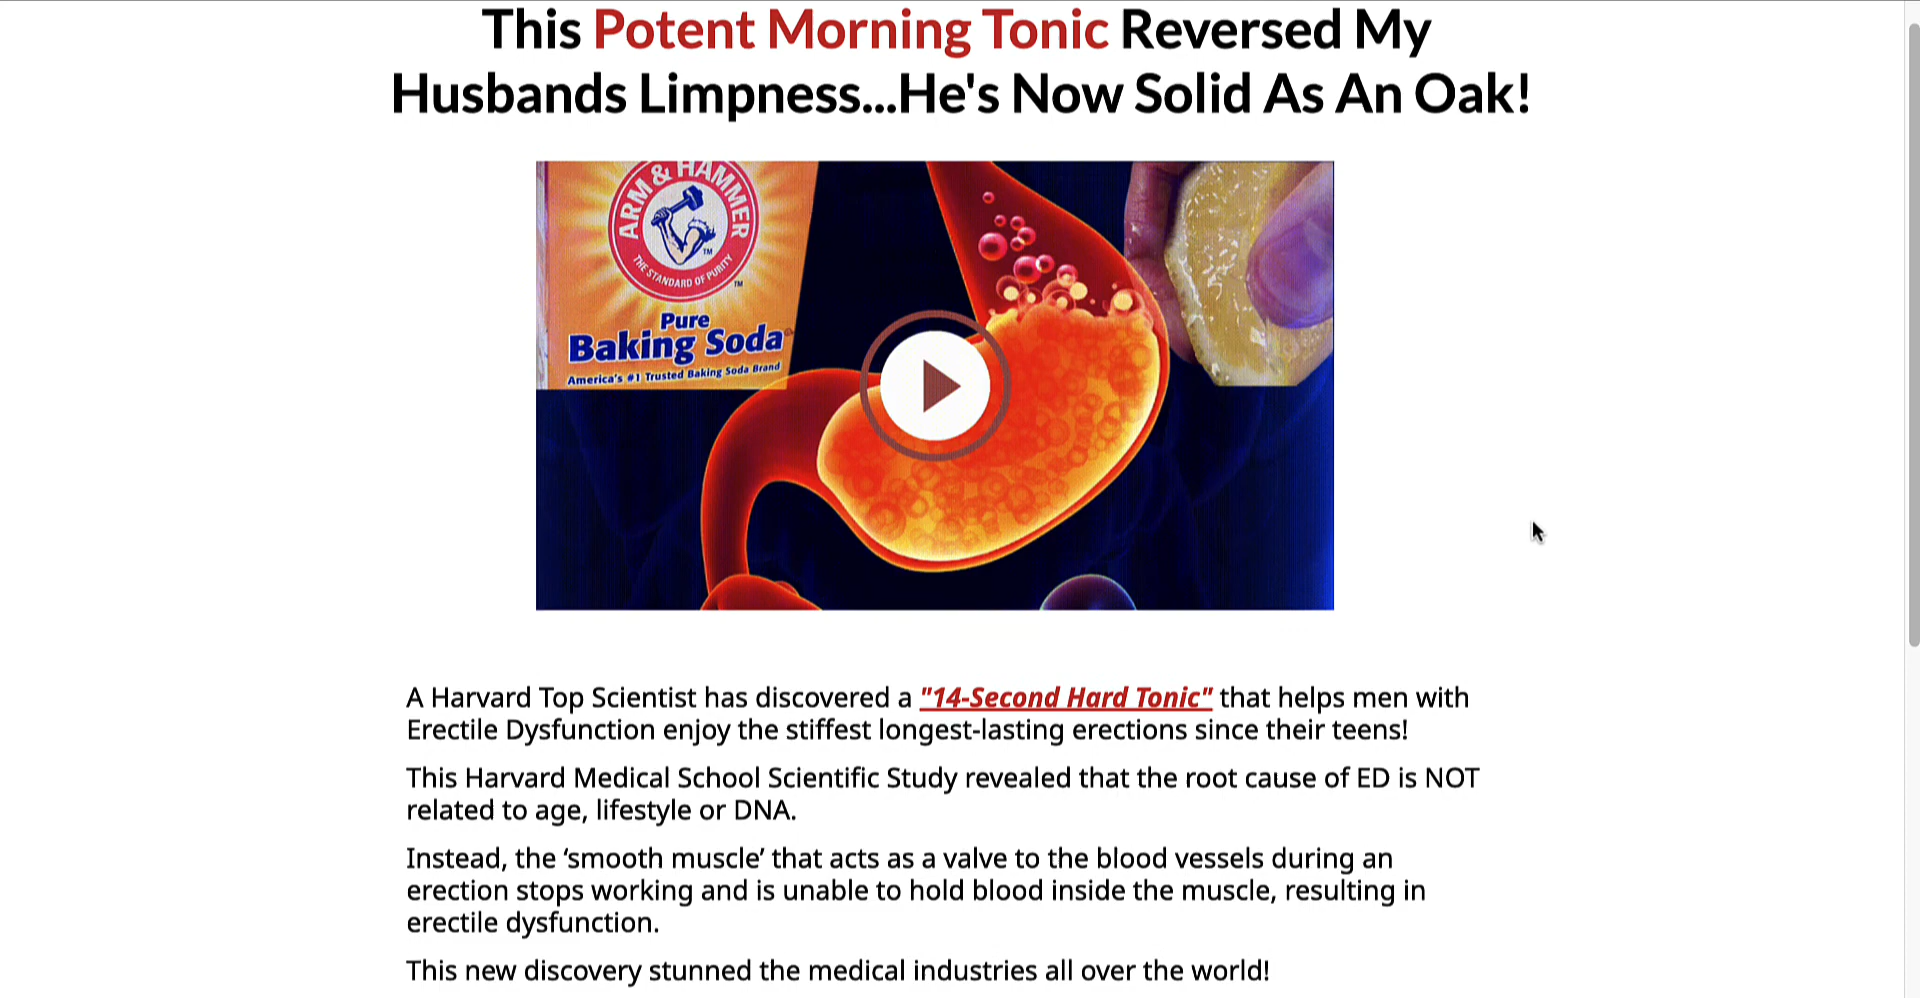 This Potent Morning Tonic Reversed My
Husbands Limpness...He's Now Solid As An Oak!
ARM & HAMMER
THE STANDARD OF PURITY
TM
TM
Pure
Baking Soda
America's #1 Trusted Baking Soda Brand
A Harvard Top Scientist has discovered a "14-Second Hard Tonic" that helps men with
Erectile Dysfunction enjoy the stiffest longest-lasting erections since their teens!
This Harvard Medical School Scientific Study revealed that the root cause of ED is NOT
related to age, lifestyle or DNA.
Instead, the ‘smooth muscle’ that acts as a valve to the blood vessels during an
erection stops working and is unable to hold blood inside the muscle, resulting in
erectile dysfunction.
This new discovery stunned the medical industries all over the world!